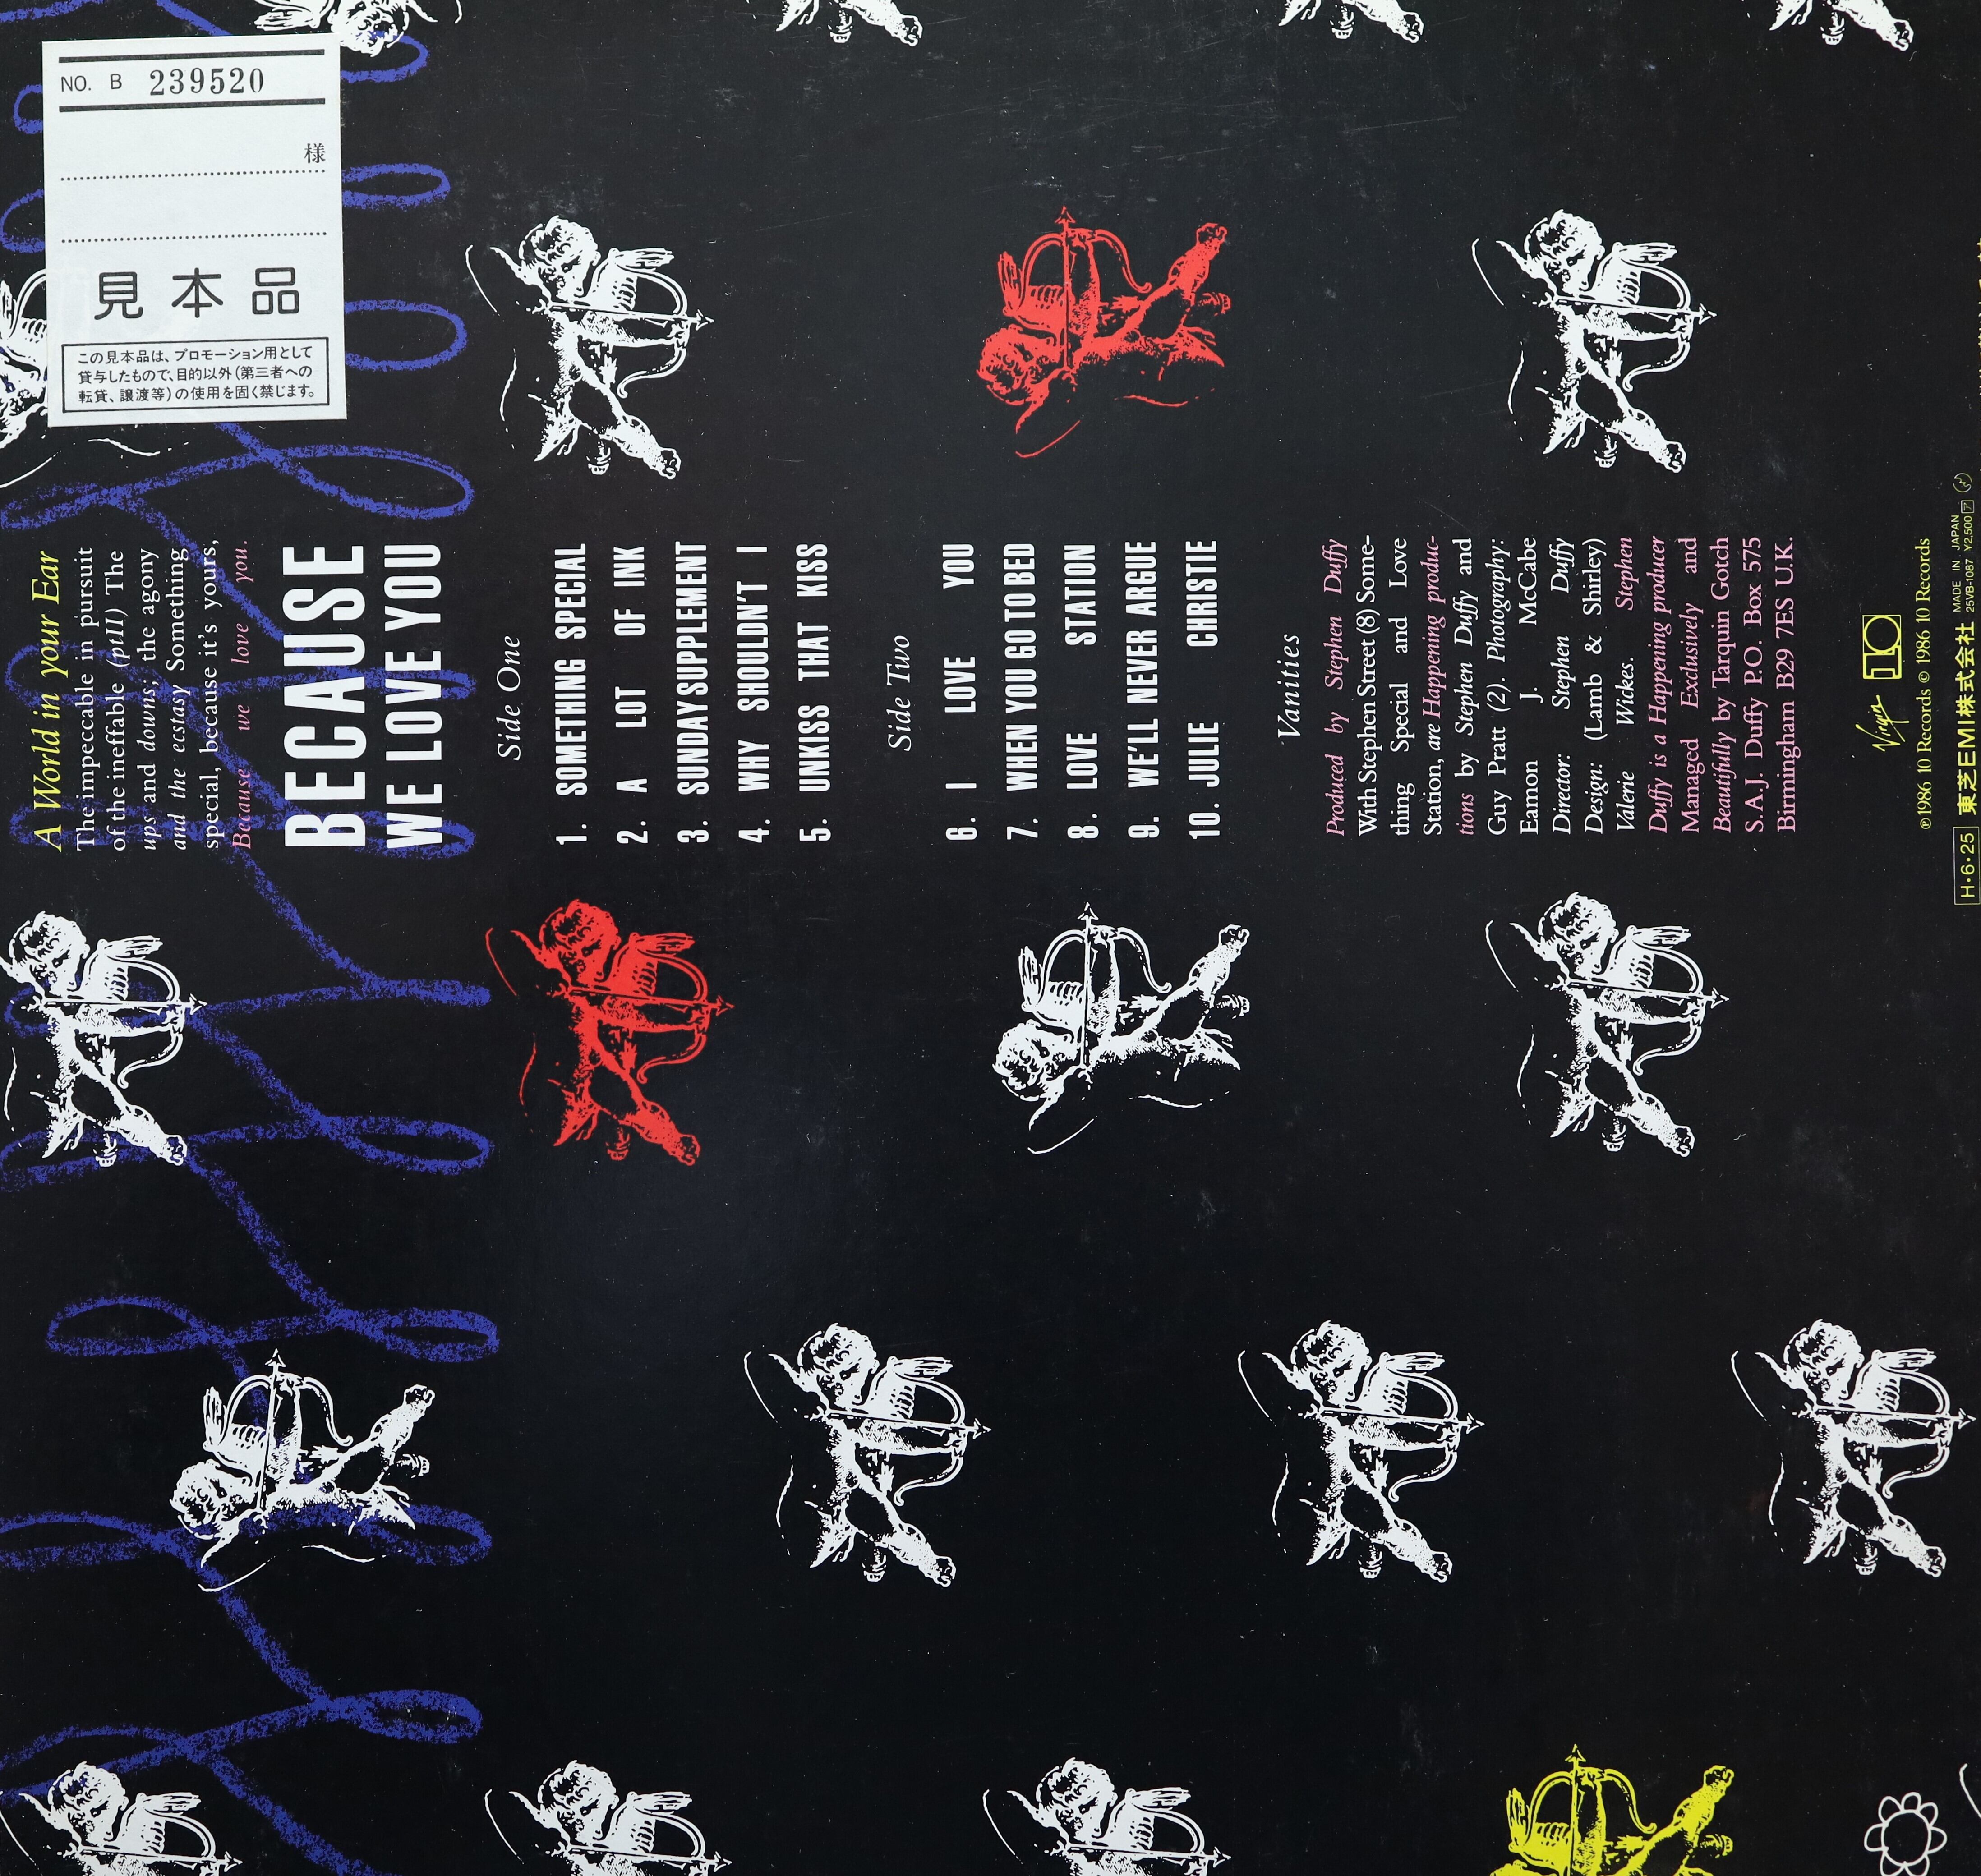 NO. B 239520
様
見本品
この見本品は、プロモーション用として
貸与したもので、目的以外(第三者への
転貸、譲渡等)の使用を固く禁じます。
A World in your Ear
The impeccable in pursuit
of the ineffable (ptII) The
ups and downs; the agony
and the ecstasy Something
special, because it's yours,
Because we love you.
BECAUSE
WE LOVE YOU
Side One
1. SOMETHING SPECIAL
2. A LOT OF INK
3. SUNDAY SUPPLEMENT
4. WHY SHOULDN'T I
5. UNKISS THAT KISS
Side Two
6. I LOVE YOU
7. WHEN YOU GO TO BED
8. LOVE STATION
9. WE'LL NEVER ARGUE
10. JULIE CHRISTIE
Vanities
Produced by Stephen Duffy
With Stephen Street (8) Some-
thing Special and Love
Station, are Happening produc-
tions by Stephen Duffy and
Guy Pratt (2). Photography:
Eamon J. McCabe
Director: Stephen Duffy
Design: (Lamb & Shirley)
Valerie Wickes. Stephen
Duffy is a Happening producer
Managed Exclusively and
Beautifully by Tarquin Gotch
S.A.J. Duffy P.O. Box 575
Birmingham B29 7ES U.K.
Virgin 10
℗1986 10 Records © 1986 10 Records
H・6・25 東芝EMI株式会社 MADE IN JAPAN
25VB-1087 ¥2,500